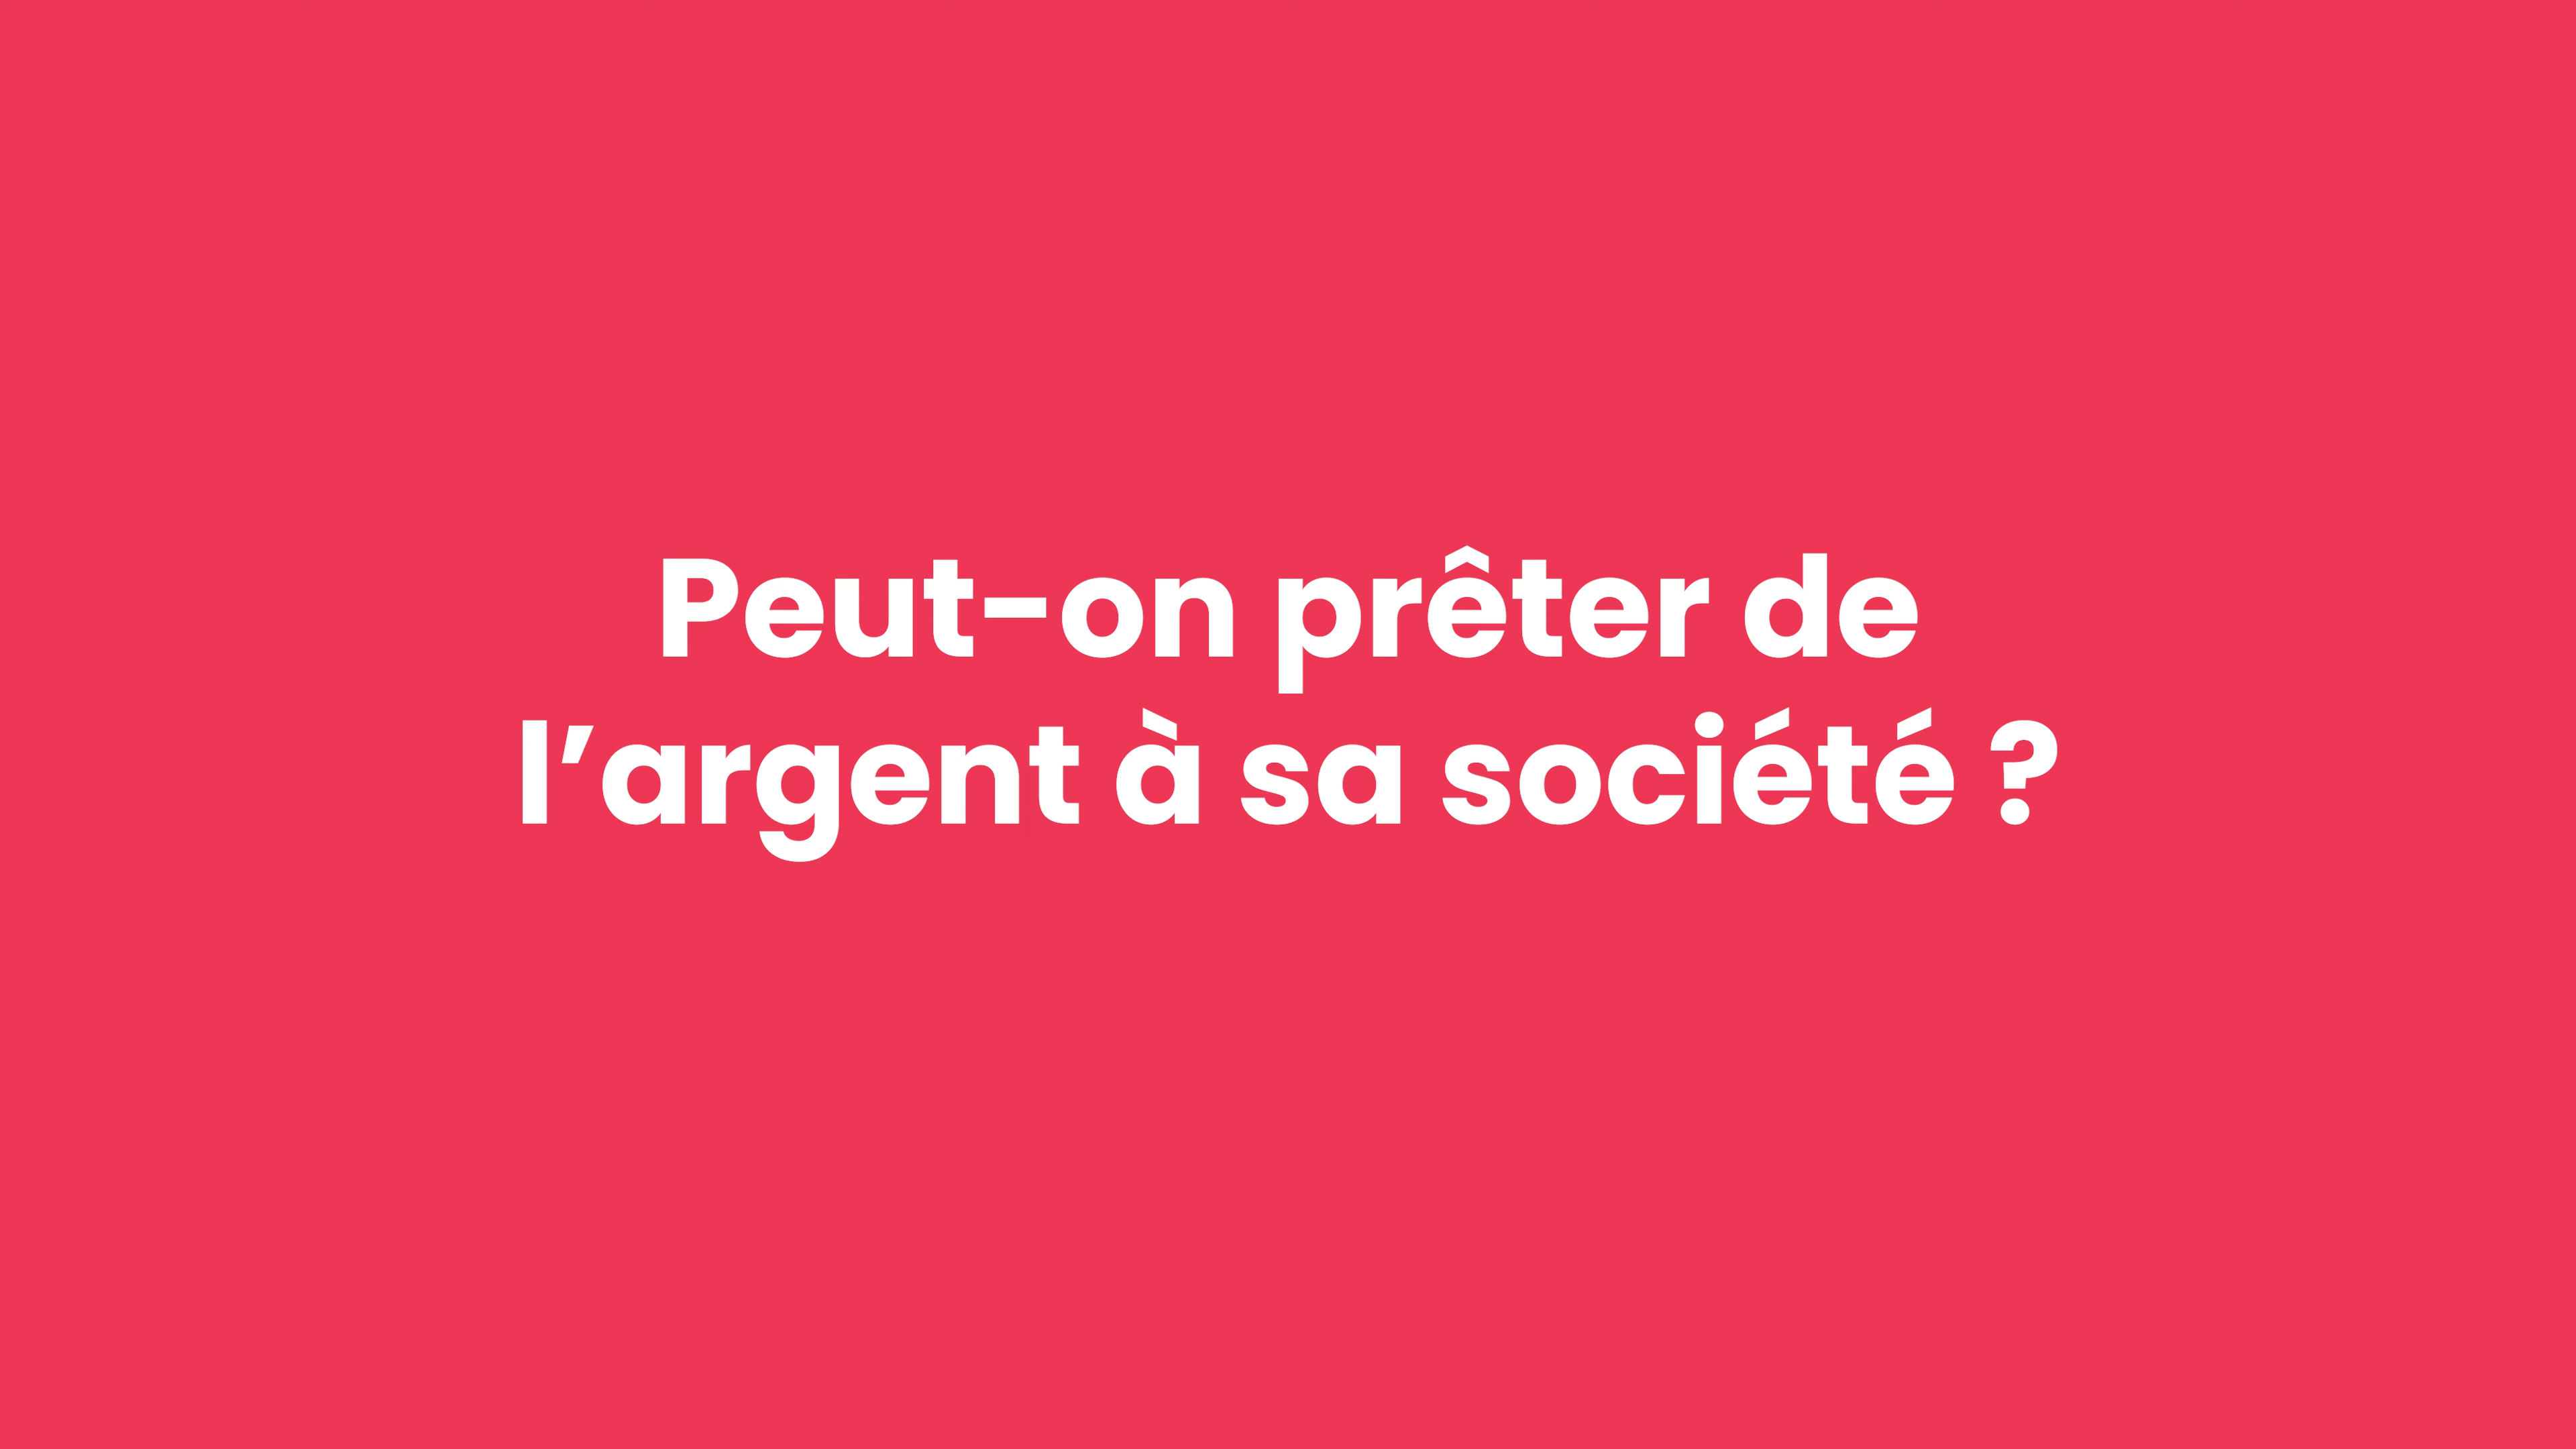 Peut-on prêter de
l’argent à sa société ?